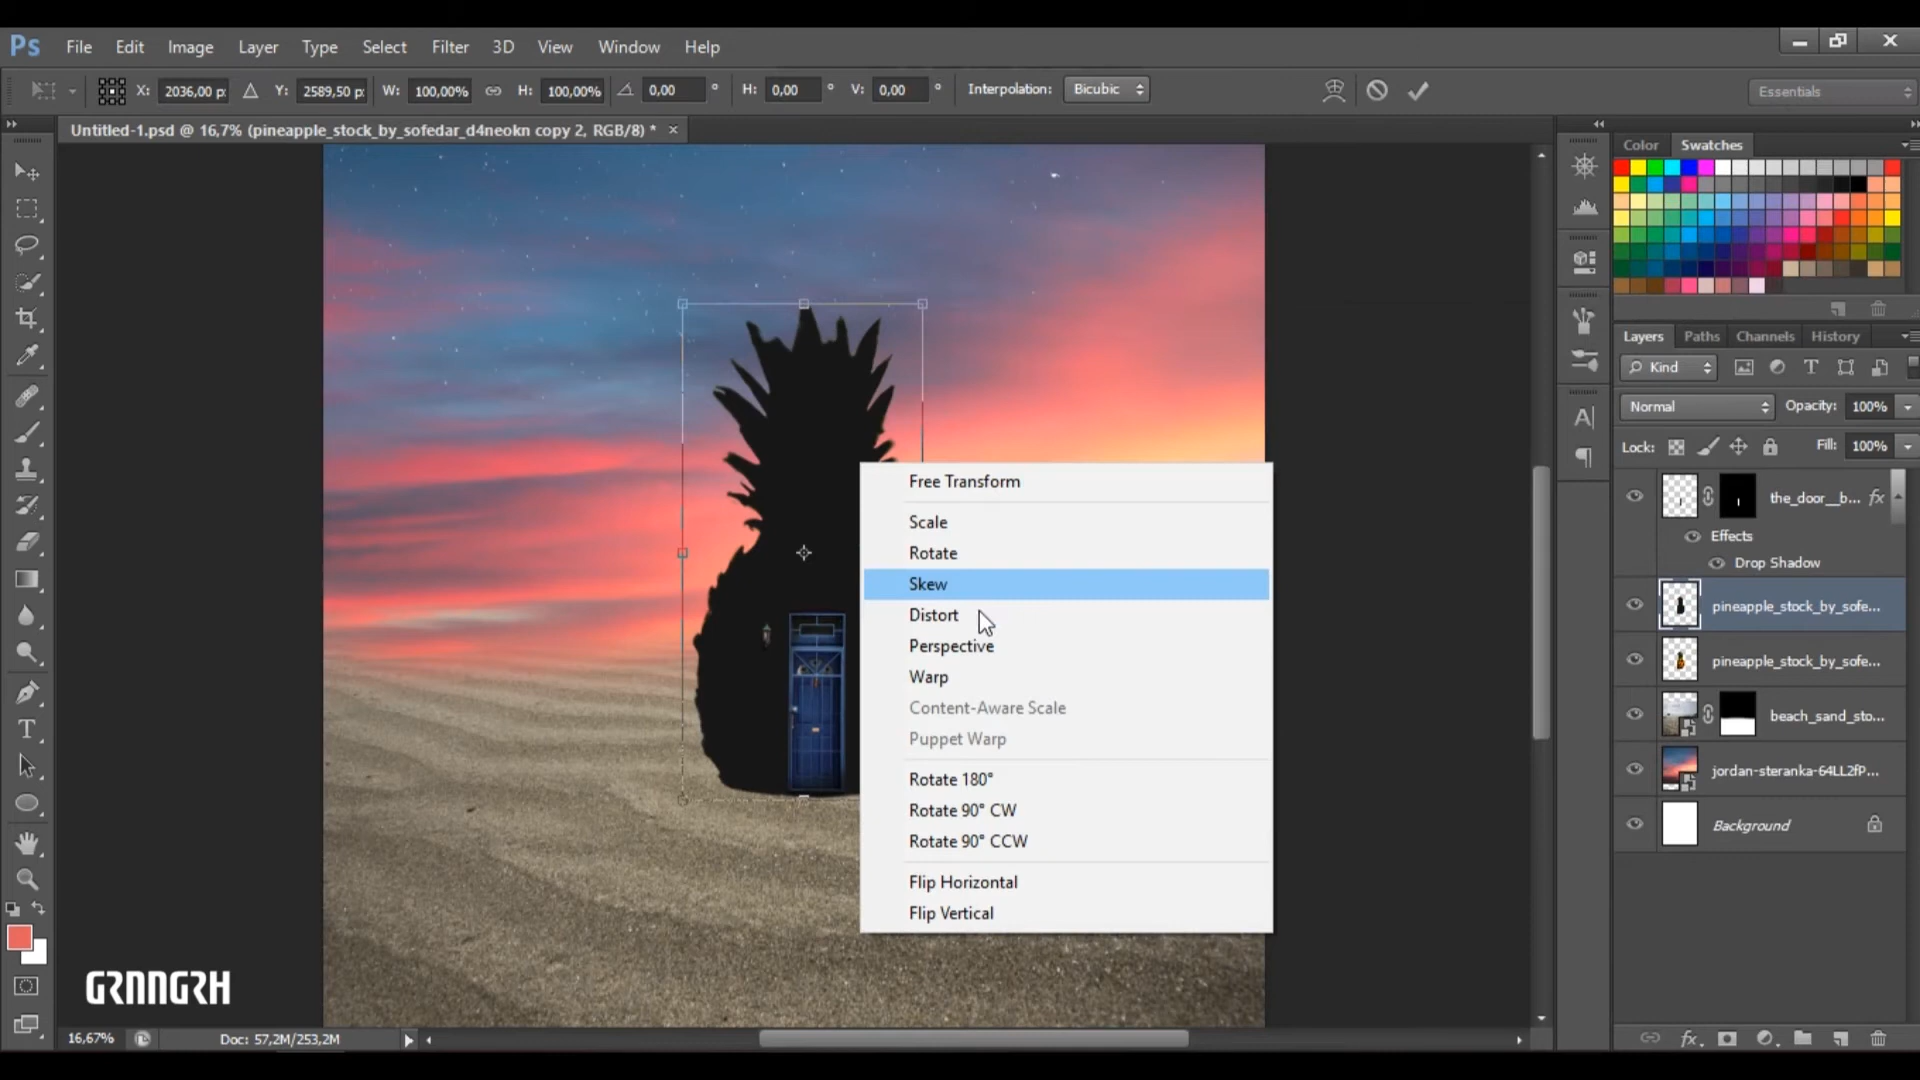 Ps File Edit Image Layer Type Select Filter 3D View Window Help
X: 2036,00 p Y: 2589,50 p W: 100,00% H: 100,00% 0,00 ° H: 0,00 ° V: 0,00 ° Interpolation: Bicubic Essentials
Untitled-1.psd @ 16,7% (pineapple_stock_by_sofedar_d4neokn copy 2, RGB/8) * ×
Color Swatches
Layers Paths Channels History
Kind
Normal Opacity: 100%
Lock: Fill: 100%
the_door__b... fx
Effects
Drop Shadow
pineapple_stock_by_sofe...
pineapple_stock_by_sofe...
beach_sand_sto...
jordan-steranka-64LL2fP...
Background
Free Transform
Scale
Rotate
Skew
Distort
Perspective
Warp
Content-Aware Scale
Puppet Warp
Rotate 180°
Rotate 90° CW
Rotate 90° CCW
Flip Horizontal
Flip Vertical
GRNNGRH
16,67% Doc: 57,2M/253,2M
fx